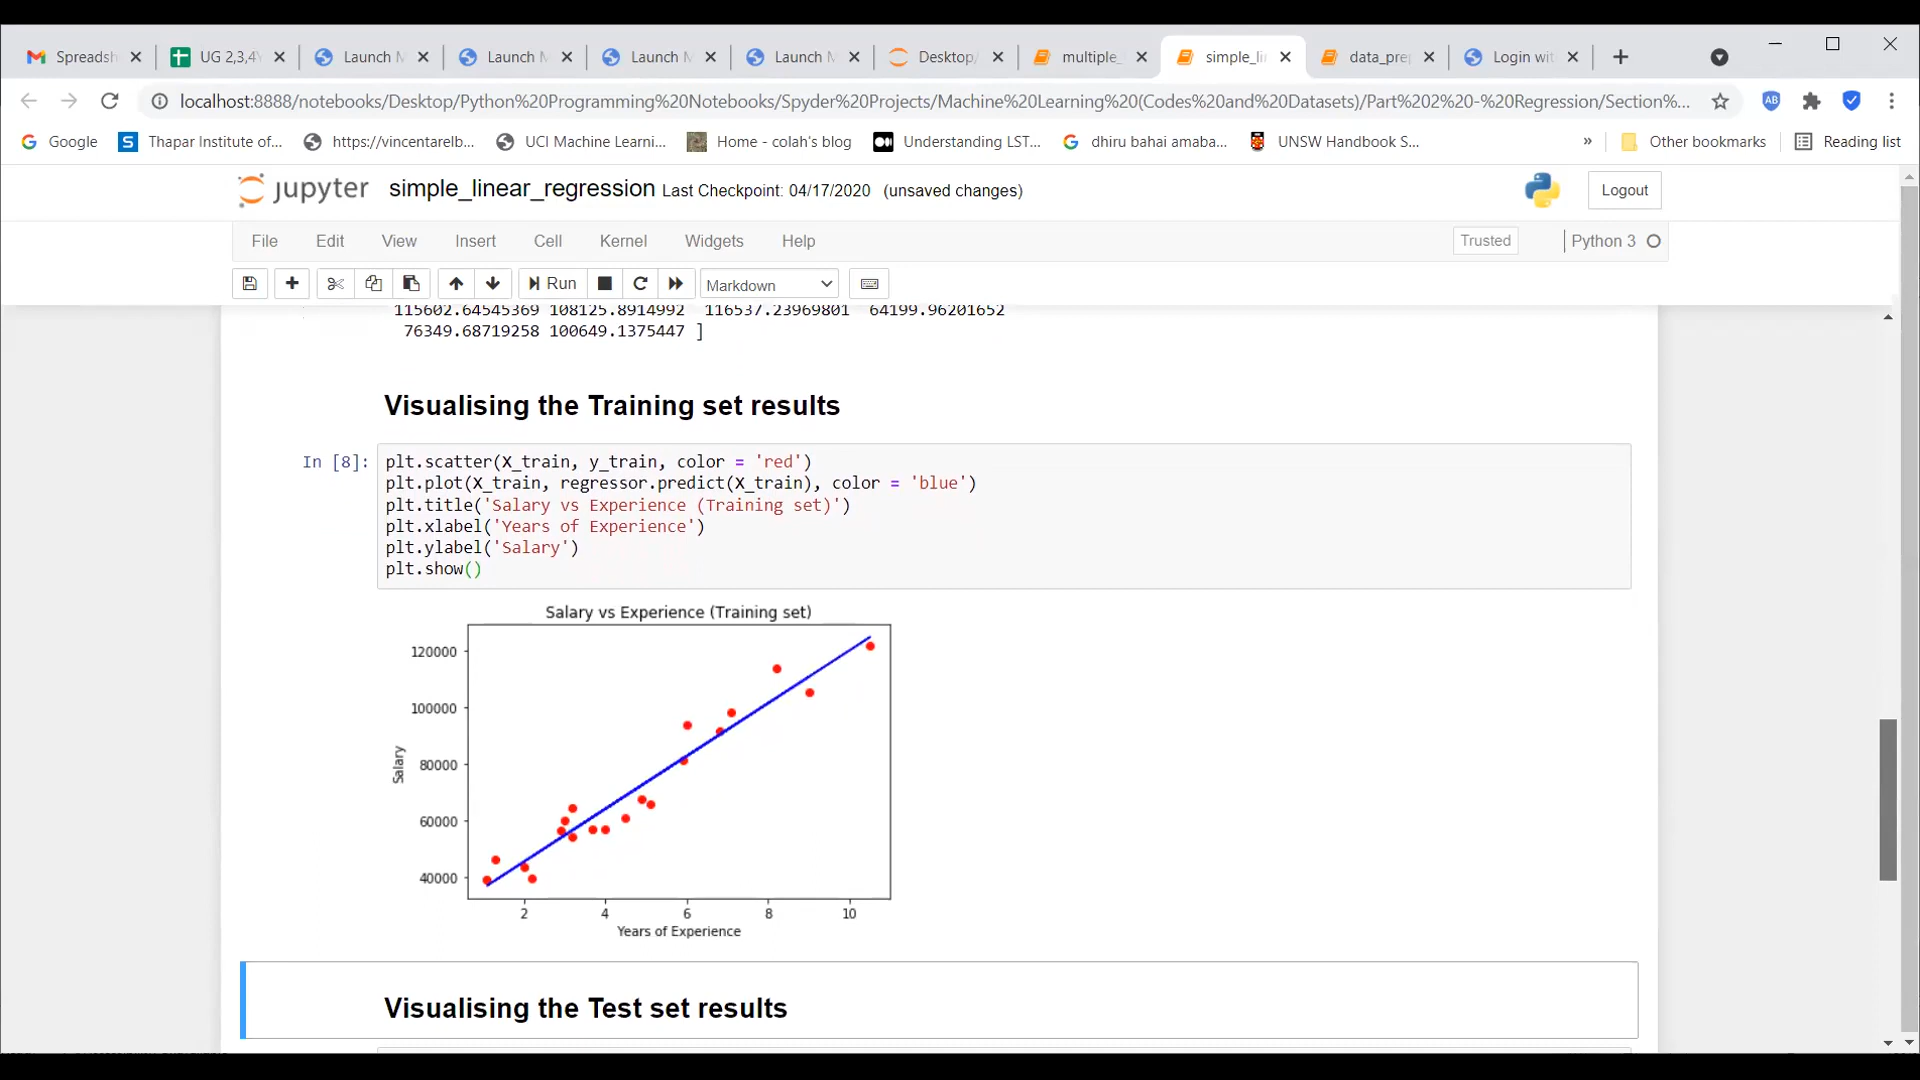 Spreadsh
UG 2,3,4Y
Launch M
Launch M
Launch M
Launch M
Desktop/
multiple_
simple_li
data_pre
Login wit
localhost:8888/notebooks/Desktop/Python%20Programming%20Notebooks/Spyder%20Projects/Machine%20Learning%20(Codes%20and%20Datasets)/Part%202%20-%20Regression/Section%...
Google
Thapar Institute of...
https://vincentarelb...
UCI Machine Learni...
Home - colah's blog
Understanding LST...
dhiru bahai amaba...
UNSW Handbook S...
» Other bookmarks
Reading list
jupyter simple_linear_regression Last Checkpoint: 04/17/2020 (unsaved changes)
Logout
File Edit View Insert Cell Kernel Widgets Help
Trusted
Python 3
Run
Markdown
115602.64545369 108125.8914992 116537.23969801 64199.96201652
76349.68719258 100649.1375447 ]
Visualising the Training set results
In [8]:
plt.scatter(X_train, y_train, color = 'red')
plt.plot(X_train, regressor.predict(X_train), color = 'blue')
plt.title('Salary vs Experience (Training set)')
plt.xlabel('Years of Experience')
plt.ylabel('Salary')
plt.show()
Salary vs Experience (Training set)
120000
100000
80000
60000
40000
Salary
2 4 6 8 10
Years of Experience
Visualising the Test set results